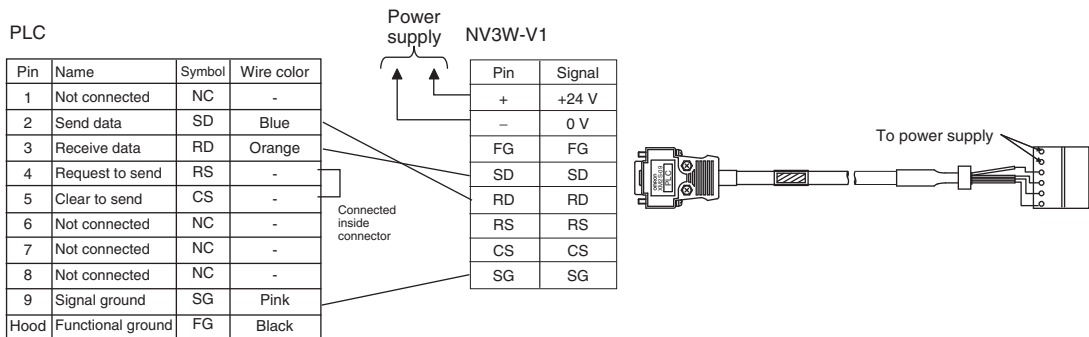 PLC
Pin Name Symbol Wire color
1 Not connected NC -
2 Send data SD Blue
3 Receive data RD Orange
4 Request to send RS -
5 Clear to send CS -
6 Not connected NC -
7 Not connected NC -
8 Not connected NC -
9 Signal ground SG Pink
Hood Functional ground FG Black
Connected
inside
connector
Power
supply
NV3W-V1
Pin Signal
+ +24 V
– 0 V
FG FG
SD SD
RD RD
RS RS
CS CS
SG SG
To power supply
omron
PLC